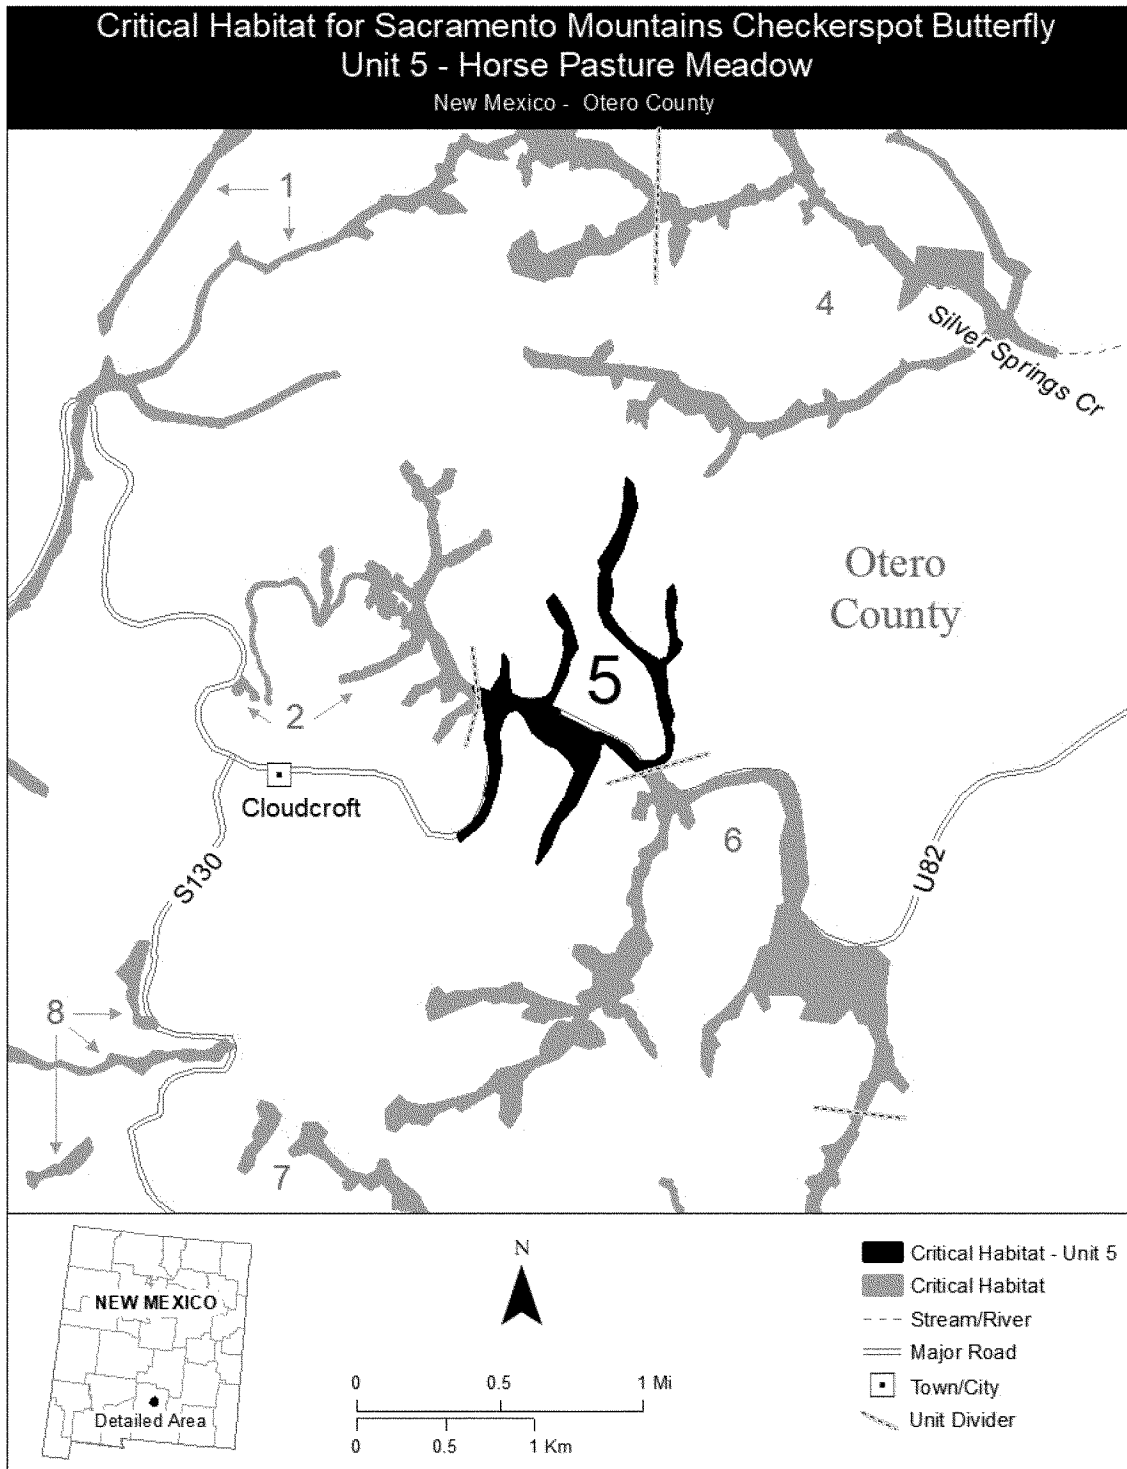 Critical Habitat for Sacramento Mountains Checkerspot Butterfly
Unit 5 - Horse Pasture Meadow
New Mexico - Otero County
1
4
Silver Springs Cr
Otero
County
5
2
Cloudcroft
6
U82
S130
8
7
NEW MEXICO
Detailed Area
N
0 0.5 1 Mi
0 0.5 1 Km
Critical Habitat - Unit 5
Critical Habitat
Stream/River
Major Road
Town/City
Unit Divider